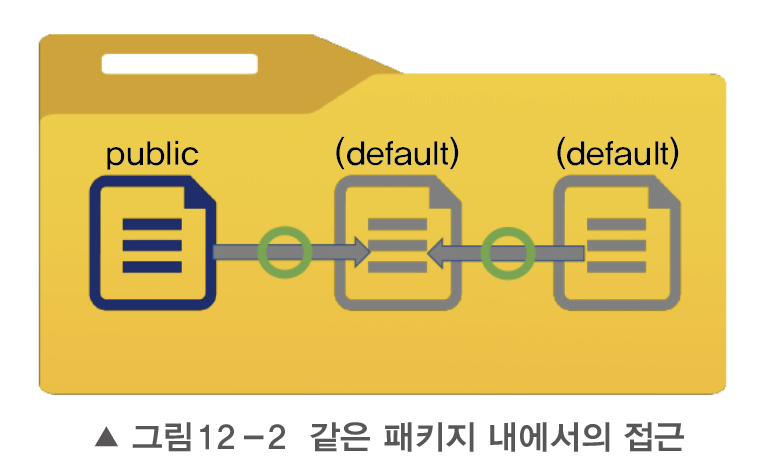 public (default) (default)
▲ 그림12-2 같은 패키지 내에서의 접근